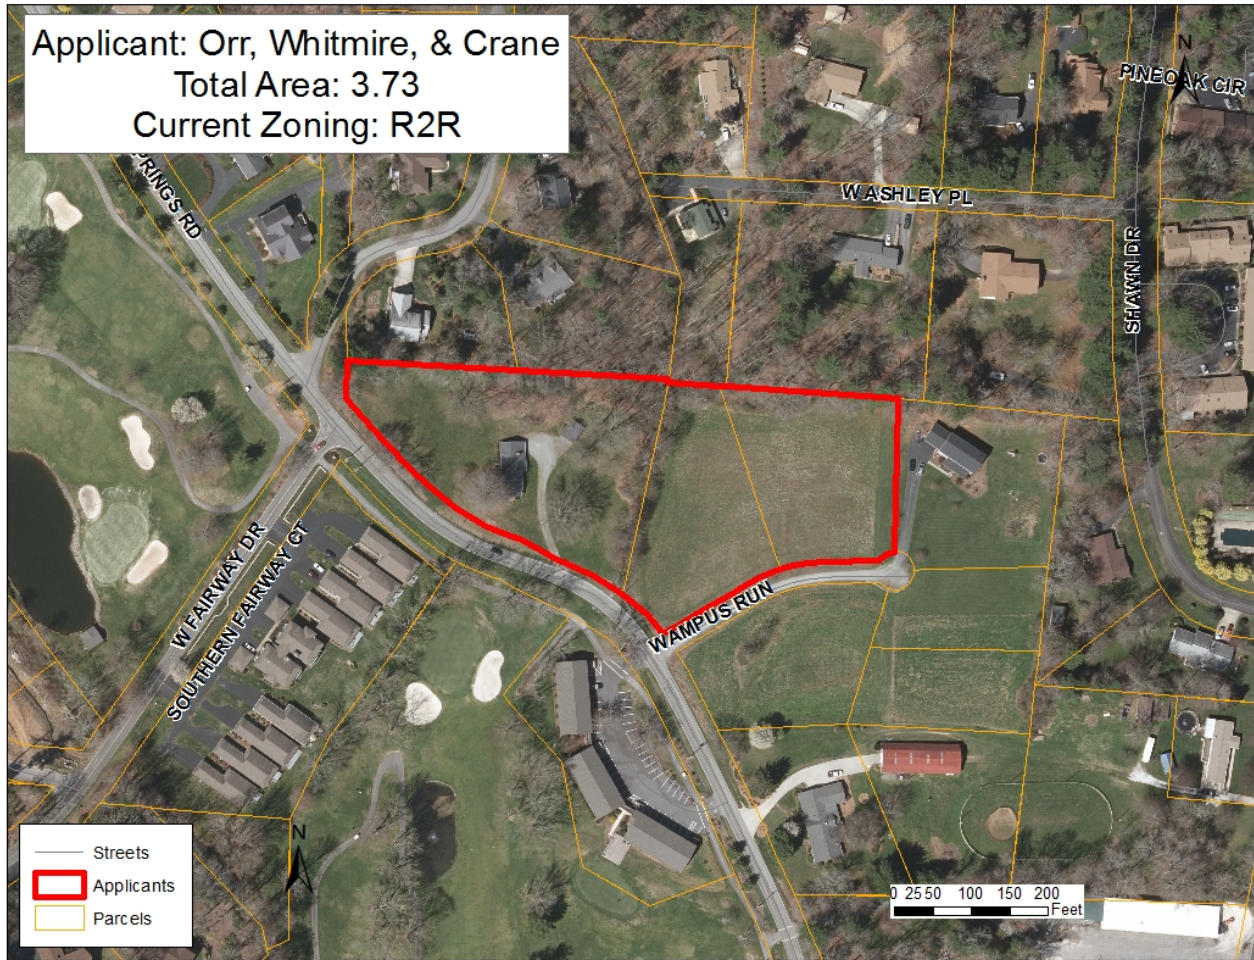 Applicant: Orr, Whitmire, & Crane
Total Area: 3.73
Current Zoning: R2R
N
PINEOAK CIR
SPRINGS RD
W ASHLEY PL
SHAWN DR
W FAIRWAY DR
SOUTHERN FAIRWAY CT
WAMPUS RUN
N
Streets
Applicants
Parcels
0 25 50 100 150 200
Feet